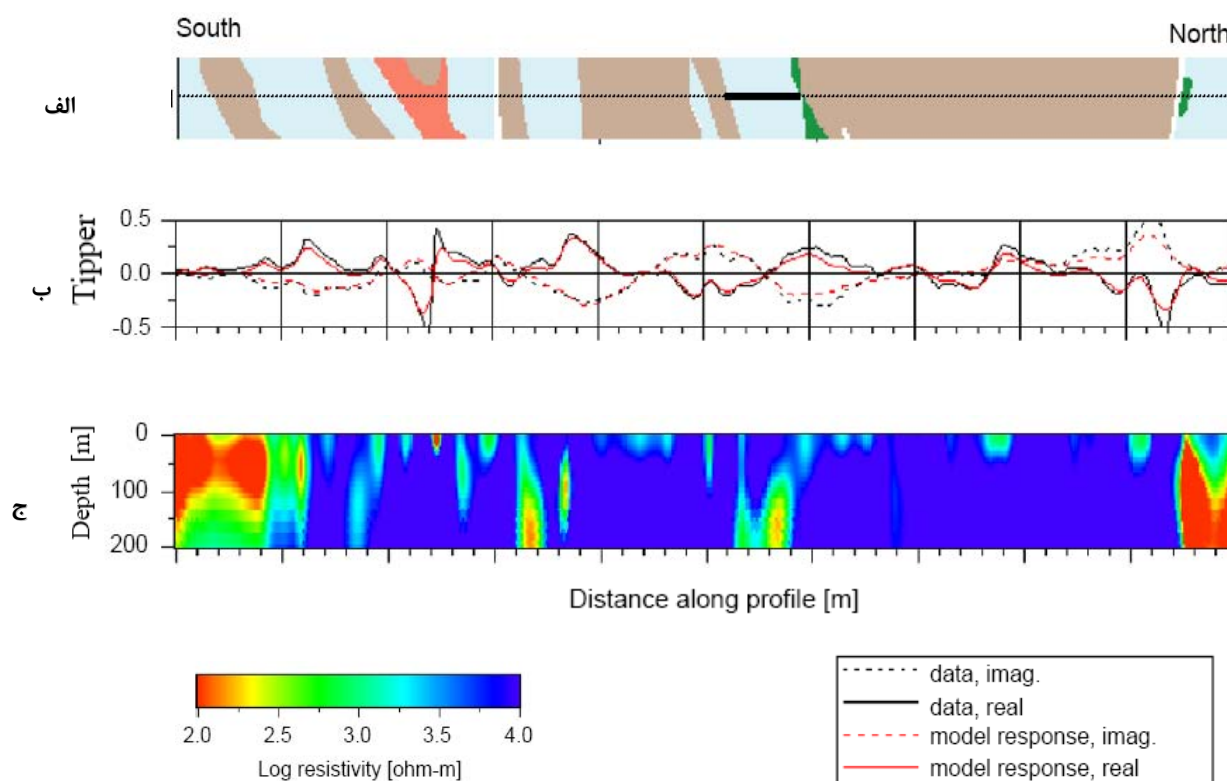 South
North
الف
ب
Tipper
0.5
0.0
-0.5
ج
Depth [m]
0
100
200
Distance along profile [m]
2.0 2.5 3.0 3.5 4.0
Log resistivity [ohm-m]
data, imag.
data, real
model response, imag.
model response, real